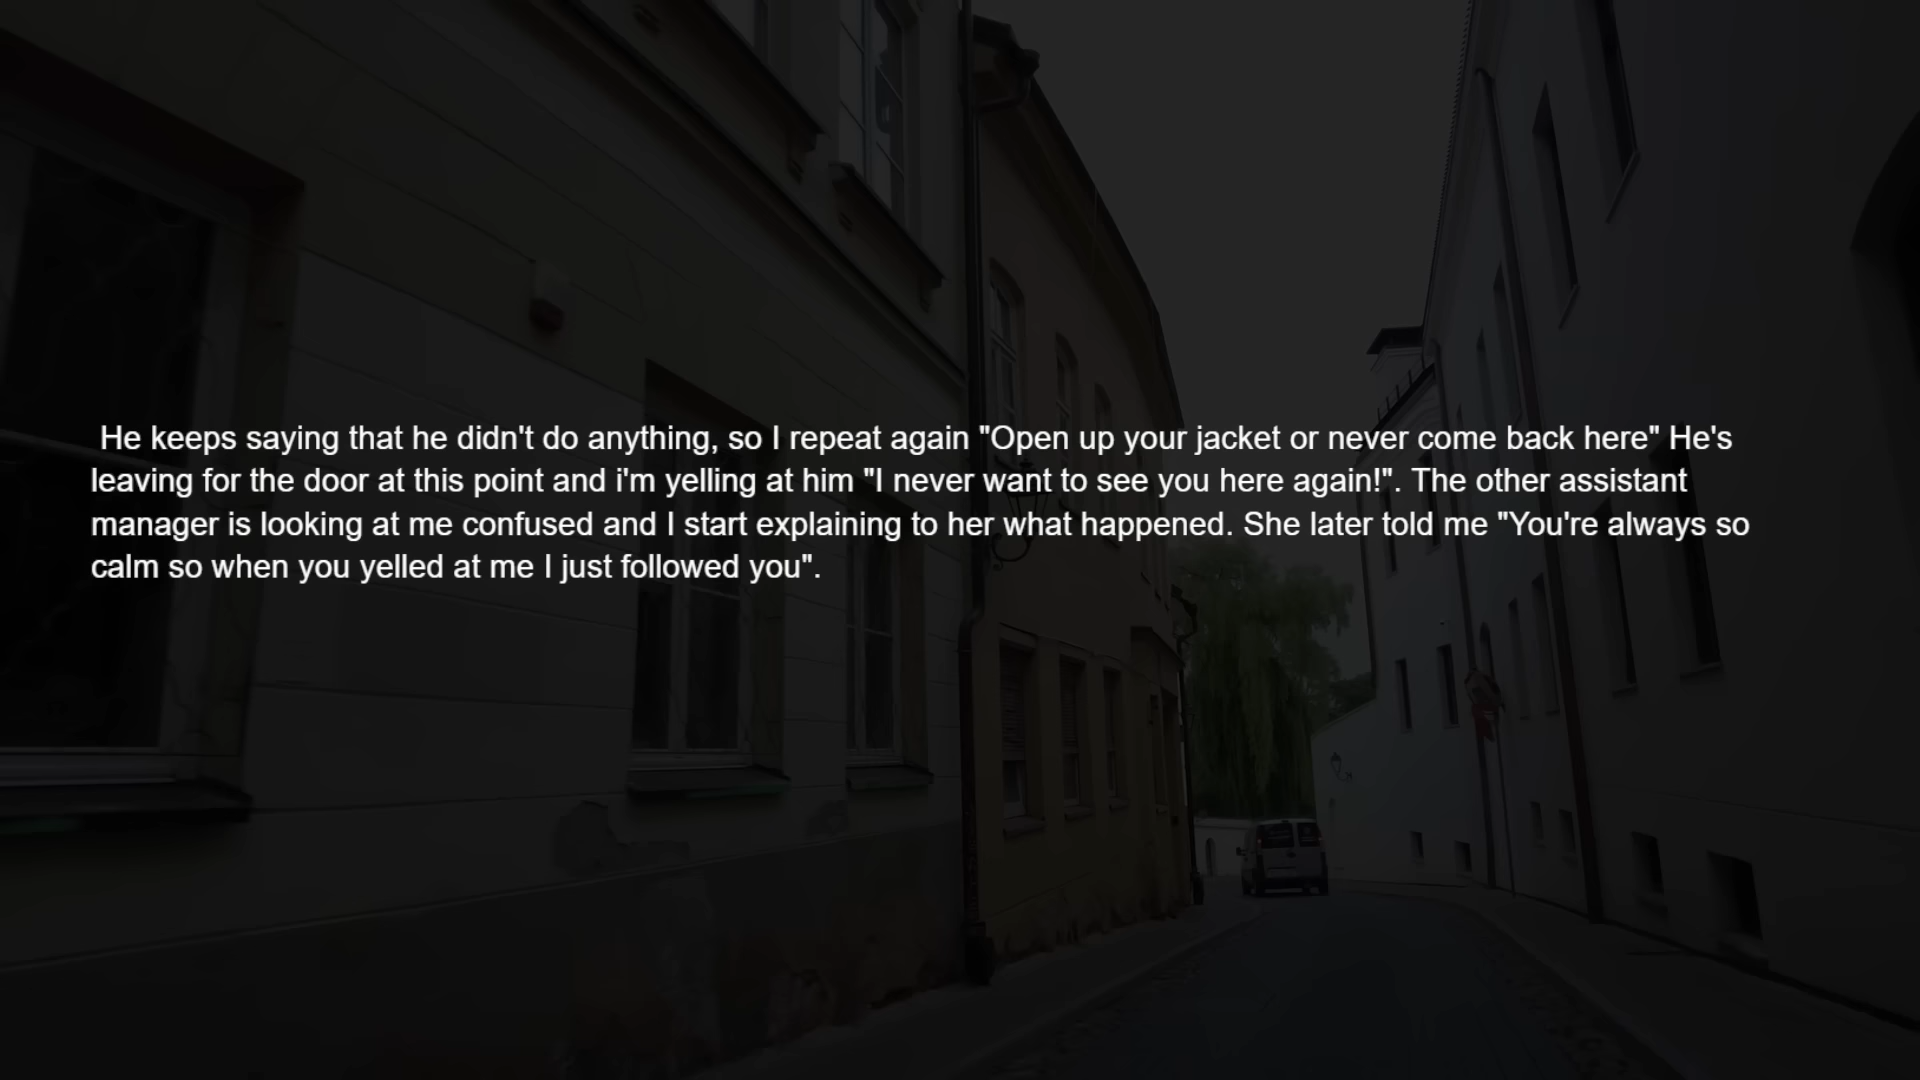 He keeps saying that he didn't do anything, so I repeat again "Open up your jacket or never come back here" He's
leaving for the door at this point and i'm yelling at him "I never want to see you here again!". The other assistant
manager is looking at me confused and I start explaining to her what happened. She later told me "You're always so
calm so when you yelled at me I just followed you".